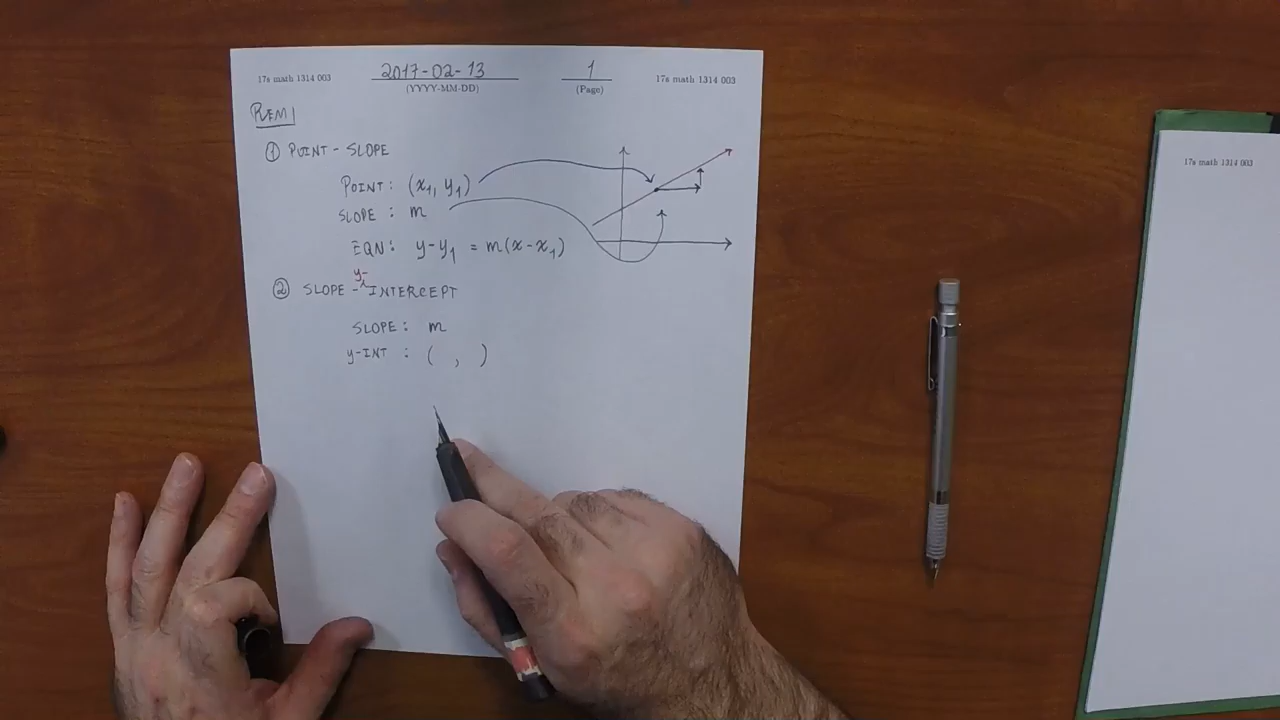 17s math 1314 003 2017-02-13 1 17s math 1314 003
(YYYY-MM-DD) (Page)
REM
① POINT - SLOPE
POINT: (x₁, y₁)
SLOPE : m
EQN: y-y₁ = m(x-x₁)
② SLOPE - y-INTERCEPT
SLOPE: m
y-INT : ( , )
17s math 1314 003